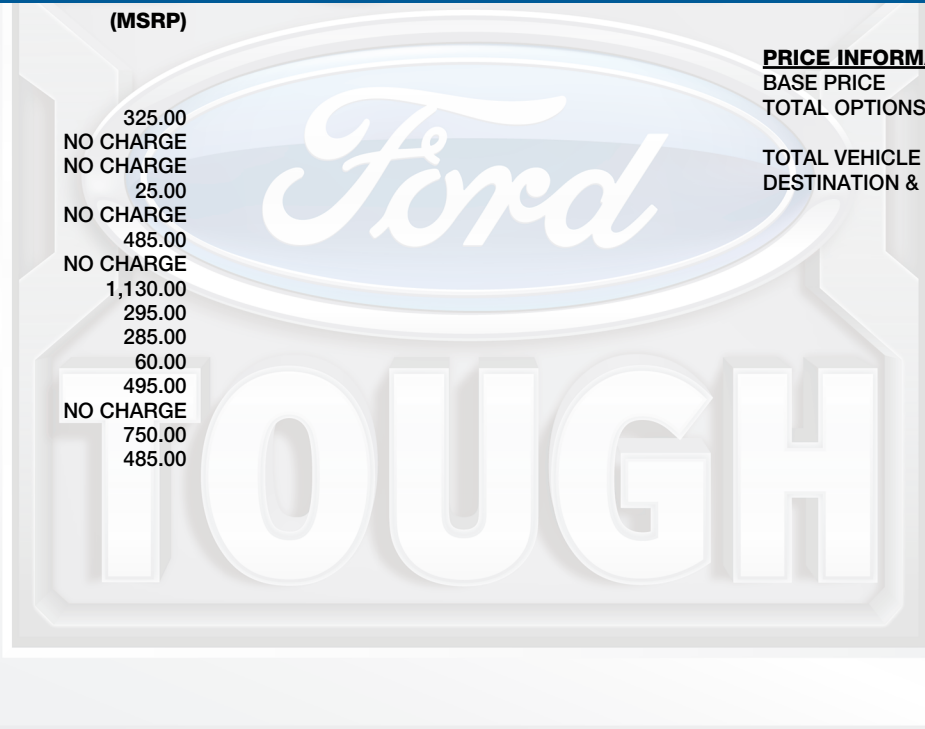 (MSRP)
325.00
NO CHARGE
NO CHARGE
25.00
NO CHARGE
485.00
NO CHARGE
1,130.00
295.00
285.00
60.00
495.00
NO CHARGE
750.00
485.00
PRICE INFORM
BASE PRICE
TOTAL OPTIONS
TOTAL VEHICLE
DESTINATION &
Ford
TOUGH